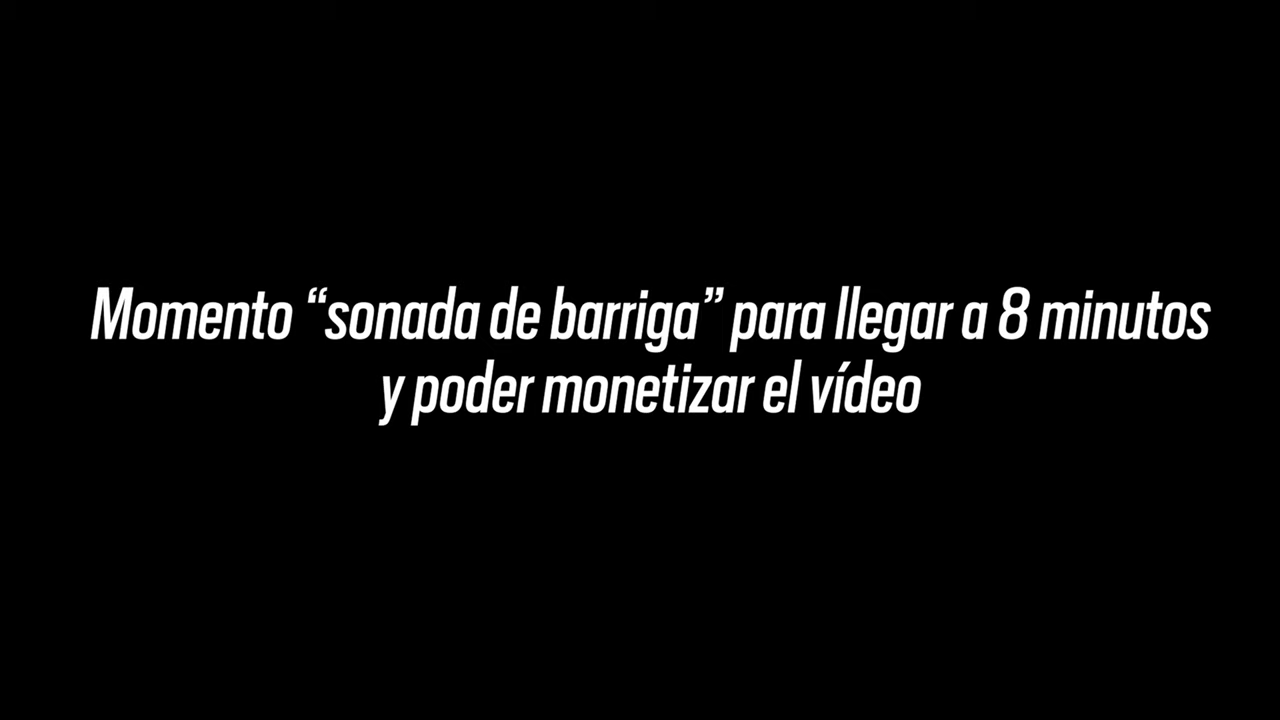 Momento “sonada de barriga” para llegar a 8 minutos
y poder monetizar el vídeo